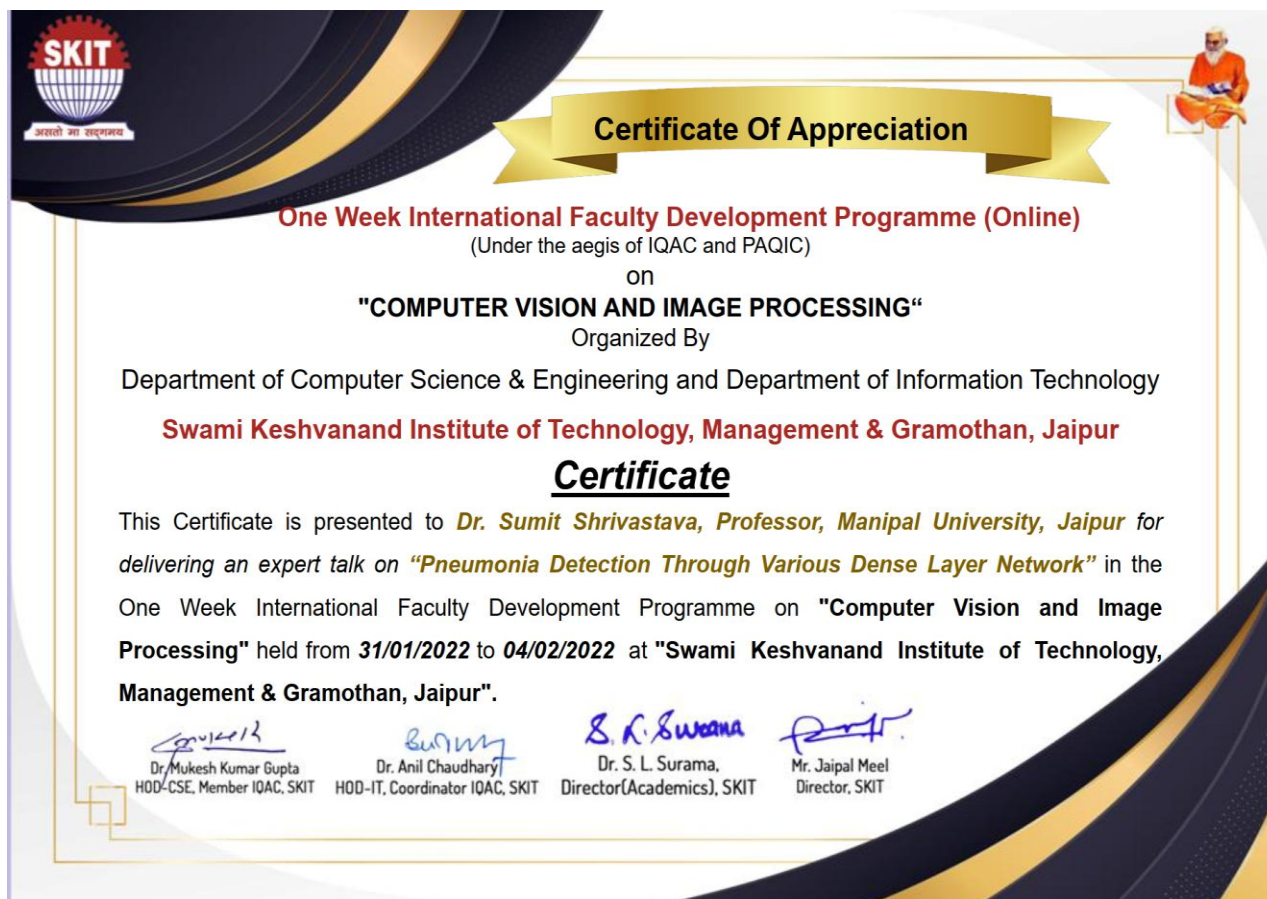 SKIT
असतो मा सद्गमय
Certificate Of Appreciation
One Week International Faculty Development Programme (Online)
(Under the aegis of IQAC and PAQIC)
on
"COMPUTER VISION AND IMAGE PROCESSING“
Organized By
Department of Computer Science & Engineering and Department of Information Technology
Swami Keshvanand Institute of Technology, Management & Gramothan, Jaipur
Certificate
This Certificate is presented to Dr. Sumit Shrivastava, Professor, Manipal University, Jaipur for
delivering an expert talk on “Pneumonia Detection Through Various Dense Layer Network” in the
One Week International Faculty Development Programme on "Computer Vision and Image
Processing" held from 31/01/2022 to 04/02/2022 at "Swami Keshvanand Institute of Technology,
Management & Gramothan, Jaipur".
S. L. Surana
Dr. Mukesh Kumar Gupta
HOD-CSE, Member IQAC, SKIT
Dr. Anil Chaudhary
HOD-IT, Coordinator IQAC, SKIT
Dr. S. L. Surama,
Director(Academics), SKIT
Mr. Jaipal Meel
Director, SKIT